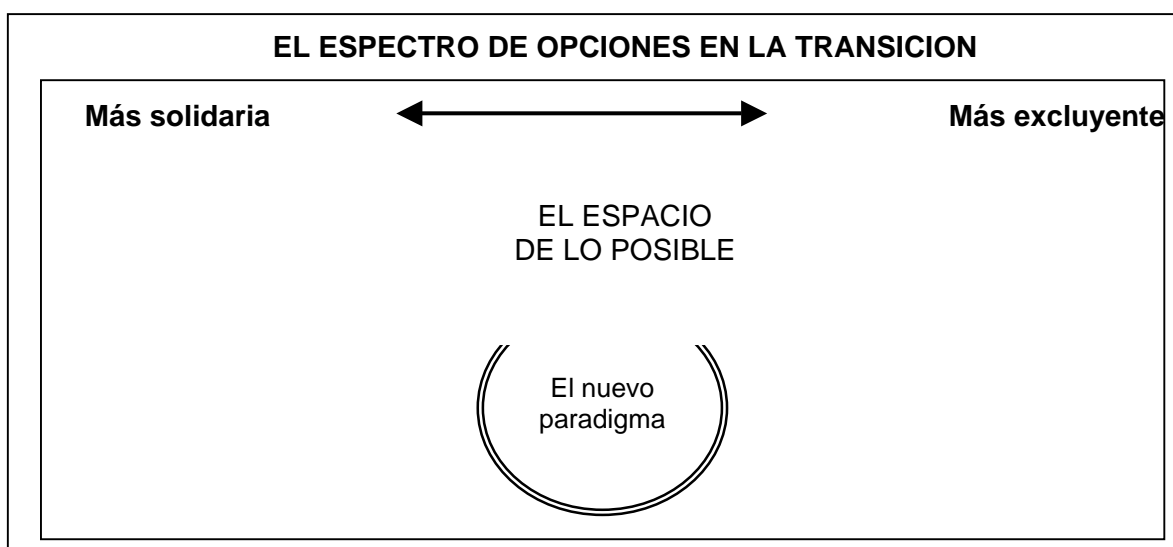 EL ESPECTRO DE OPCIONES EN LA TRANSICION
Más solidaria
Más excluyente
EL ESPACIO
DE LO POSIBLE
El nuevo
paradigma